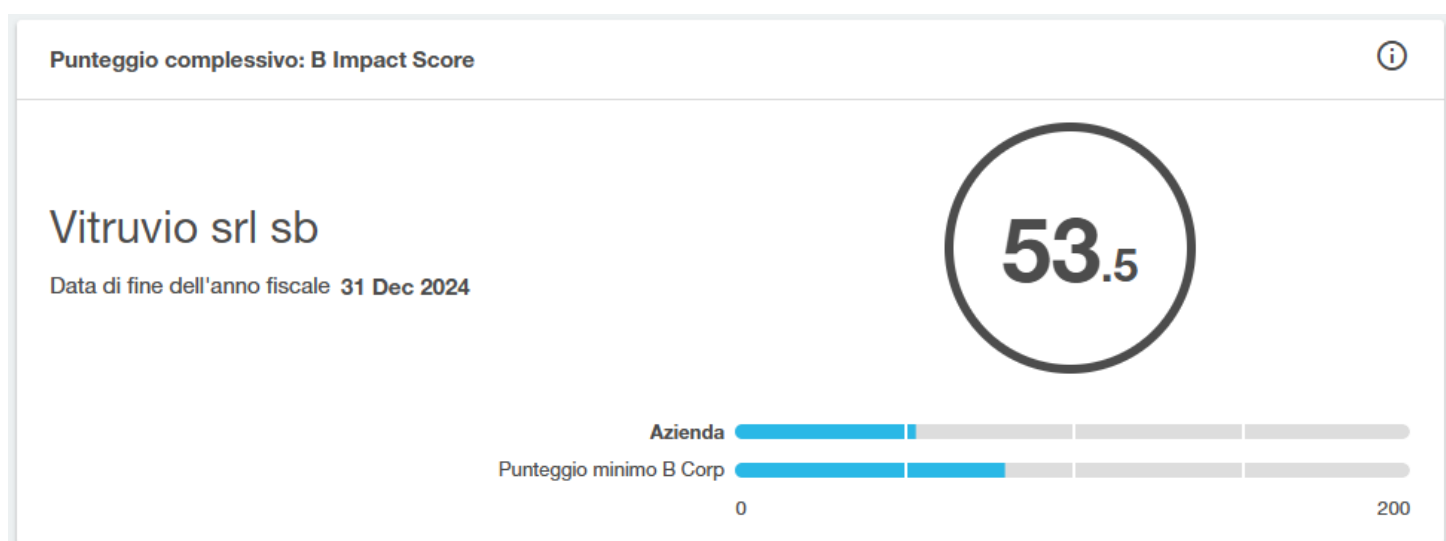 Punteggio complessivo: B Impact Score
Vitruvio srl sb
Data di fine dell'anno fiscale 31 Dec 2024
53.5
Azienda
Punteggio minimo B Corp
0 200